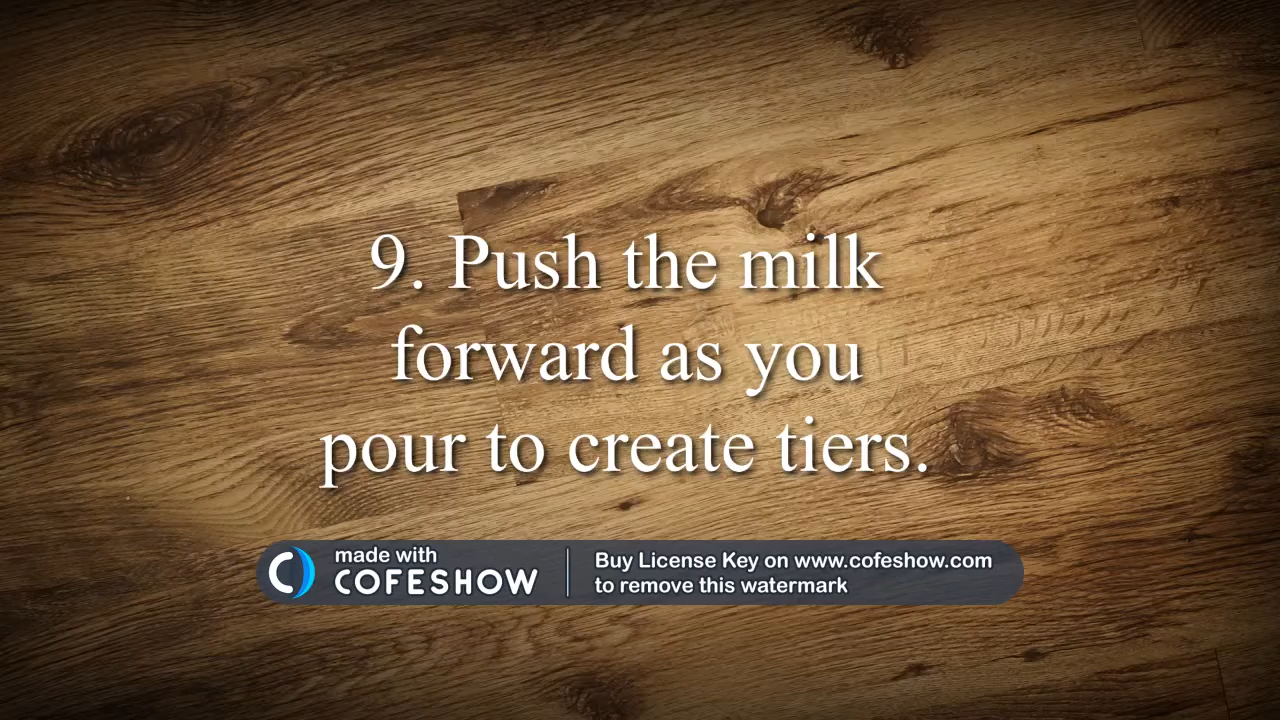 9. Push the milk
forward as you
pour to create tiers.
made with
COFESHOW
Buy License Key on www.cofeshow.com
to remove this watermark